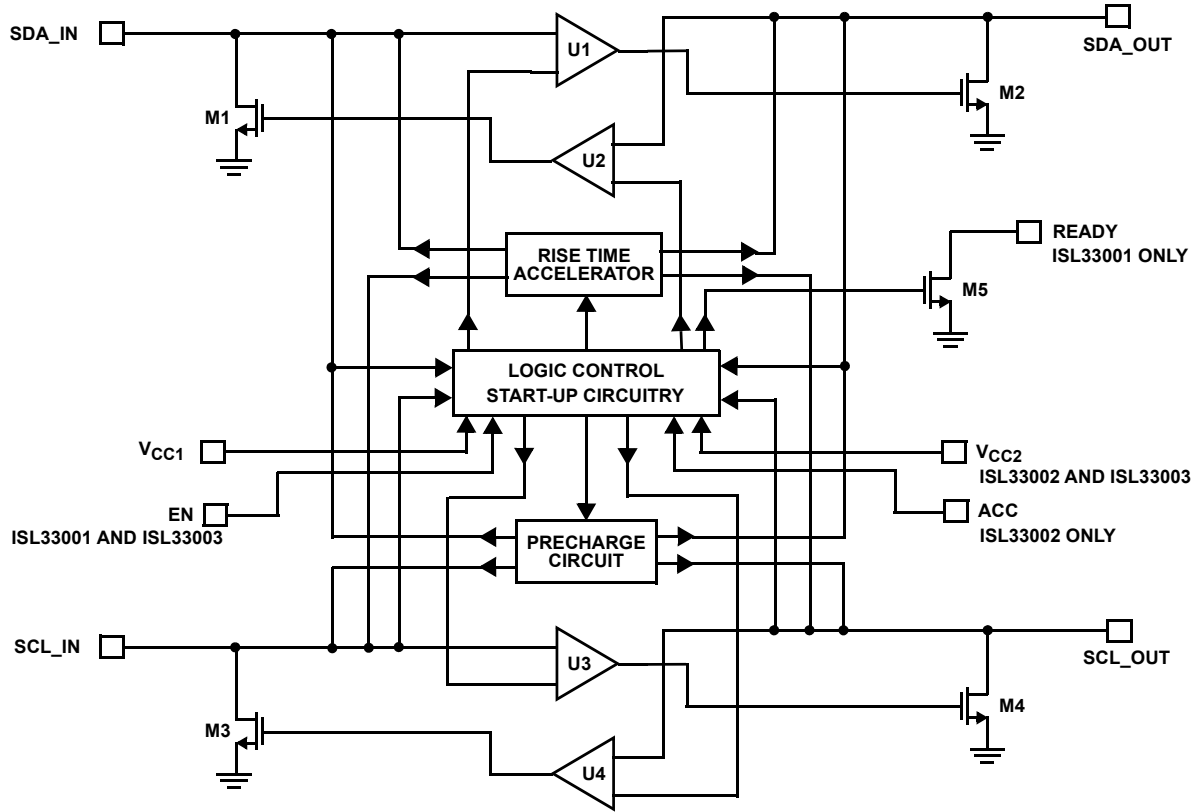 SDA_IN
U1
SDA_OUT
M1
M2
U2
READY
ISL33001 ONLY
RISE TIME
ACCELERATOR
M5
LOGIC CONTROL
START-UP CIRCUITRY
VCC1
VCC2
ISL33002 AND ISL33003
EN
ISL33001 AND ISL33003
ACC
ISL33002 ONLY
PRECHARGE
CIRCUIT
SCL_IN
U3
SCL_OUT
M3
M4
U4